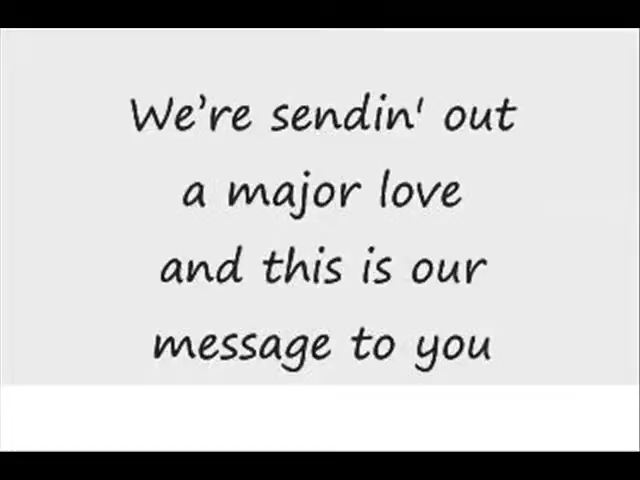 We’re sendin' out
a major love
and this is our
message to you